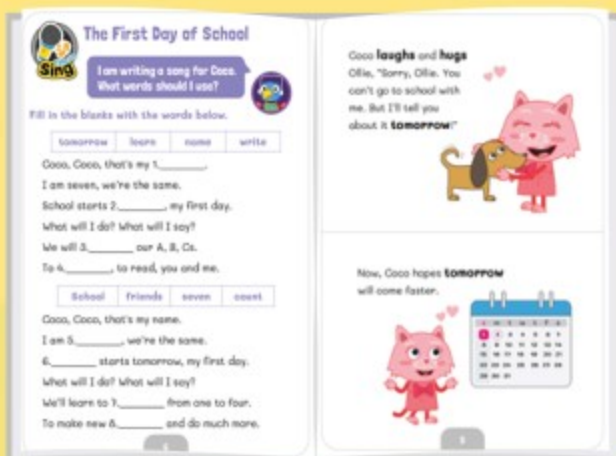 The First Day of School
Sing
I am writing a song for Coco.
What words should I use?
Fill in the blanks with the words below.
tomorrow learn name write
Coco, Coco, that's my 1.________.
I am seven, we're the same.
School starts 2.________, my first day.
What will I do? What will I say?
We will 3.________ our A, B, Cs.
To 4.________, to read, you and me.
School friends seven count
Coco, Coco, that's my name.
I am 5.________, we're the same.
6.________ starts tomorrow, my first day.
What will I do? What will I say?
We'll learn to 7.________ from one to four.
To make new 8.________ and do much more.
Coco laughs and hugs
Ollie, "Sorry, Ollie. You
can't go to school with
me. But I'll tell you
about it tomorrow!"
Now, Coco hopes tomorrow
will come faster.